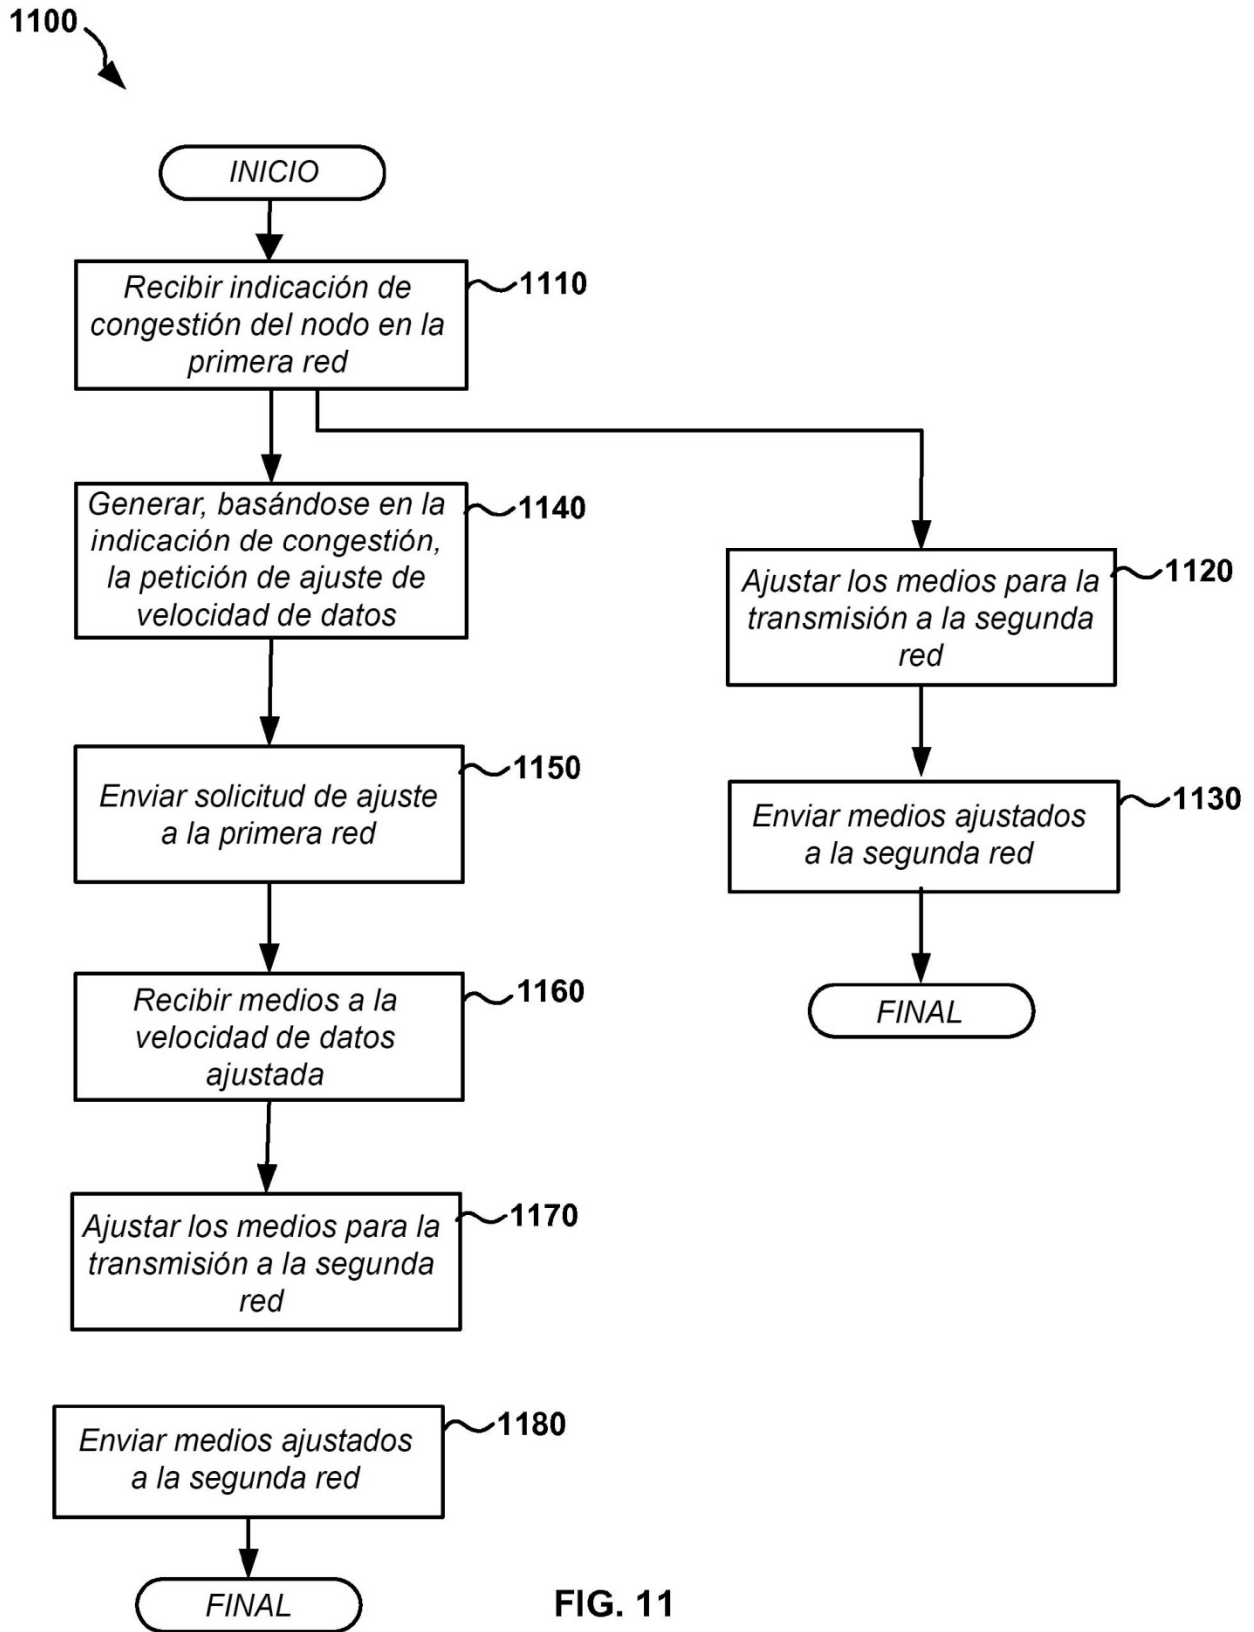 1100
INICIO
Recibir indicación de
congestión del nodo en la
primera red
1110
Generar, basándose en la
indicación de congestión,
la petición de ajuste de
velocidad de datos
1140
Ajustar los medios para la
transmisión a la segunda
red
1120
Enviar solicitud de ajuste
a la primera red
1150
Enviar medios ajustados
a la segunda red
1130
Recibir medios a la
velocidad de datos
ajustada
1160
FINAL
Ajustar los medios para la
transmisión a la segunda
red
1170
Enviar medios ajustados
a la segunda red
1180
FINAL
FIG. 11